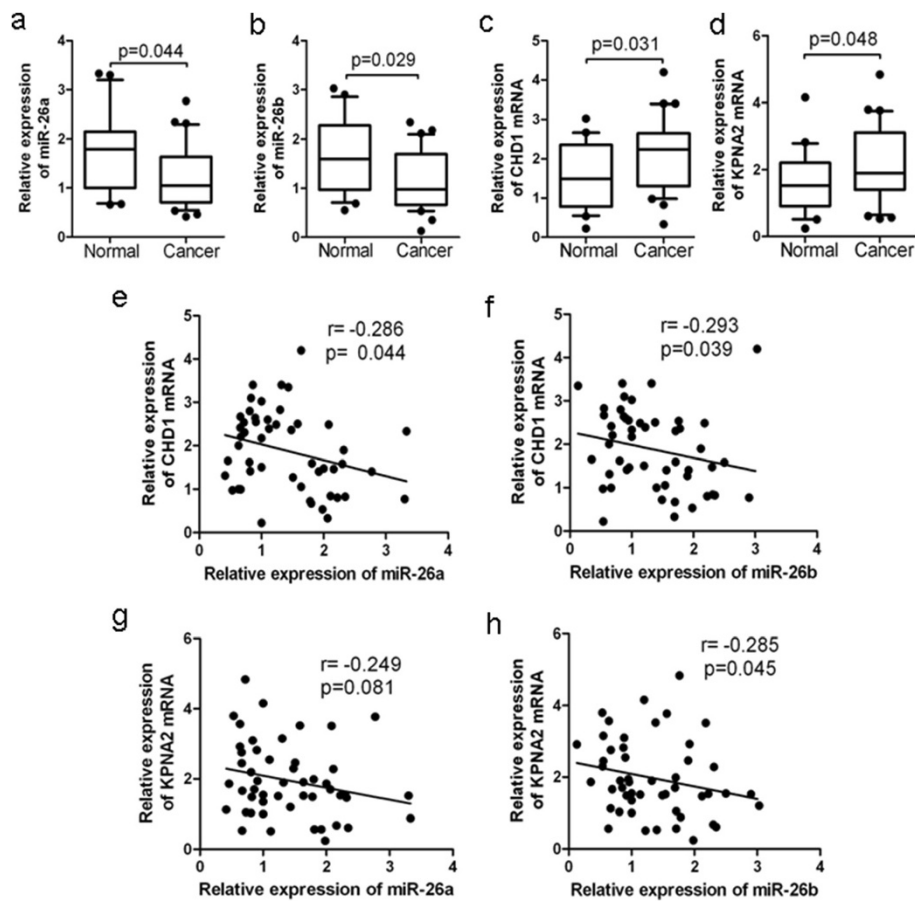 a
Relative expression
of miR-26a
4
3
2
1
0
p=0.044
Normal Cancer
b
Relative expression
of miR-26b
4
3
2
1
0
p=0.029
Normal Cancer
c
Relative expression
of CHD1 mRNA
5
4
3
2
1
0
p=0.031
Normal Cancer
d
Relative expression
of KPNA2 mRNA
6
4
2
0
p=0.048
Normal Cancer
e
Relative expression
of CHD1 mRNA
5
4
3
2
1
0
r= -0.286
p= 0.044
0 1 2 3 4
Relative expression of miR-26a
f
Relative expression
of CHD1 mRNA
5
4
3
2
1
0
r= -0.293
p=0.039
0 1 2 3 4
Relative expression of miR-26b
g
Relative expression
of KPNA2 mRNA
6
4
2
0
r= -0.249
p=0.081
0 1 2 3 4
Relative expression of miR-26a
h
Relative expression
of KPNA2 mRNA
6
4
2
0
r= -0.285
p=0.045
0 1 2 3 4
Relative expression of miR-26b